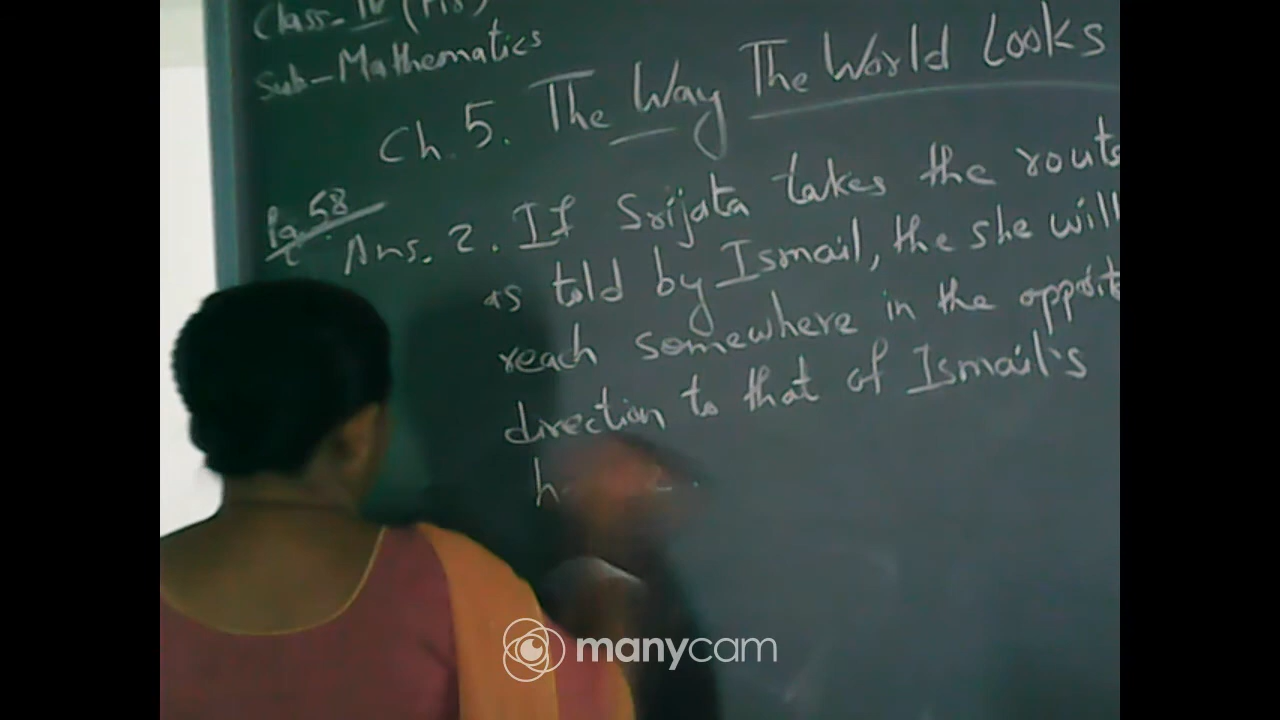 Class-IV
Sub-Mathematics
Ch. 5. The Way The World Looks
Pg 58
Ans. 2. If Srijata takes the route
as told by Ismail, the she will
reach somewhere in the opposit
direction to that of Ismail's
manycam